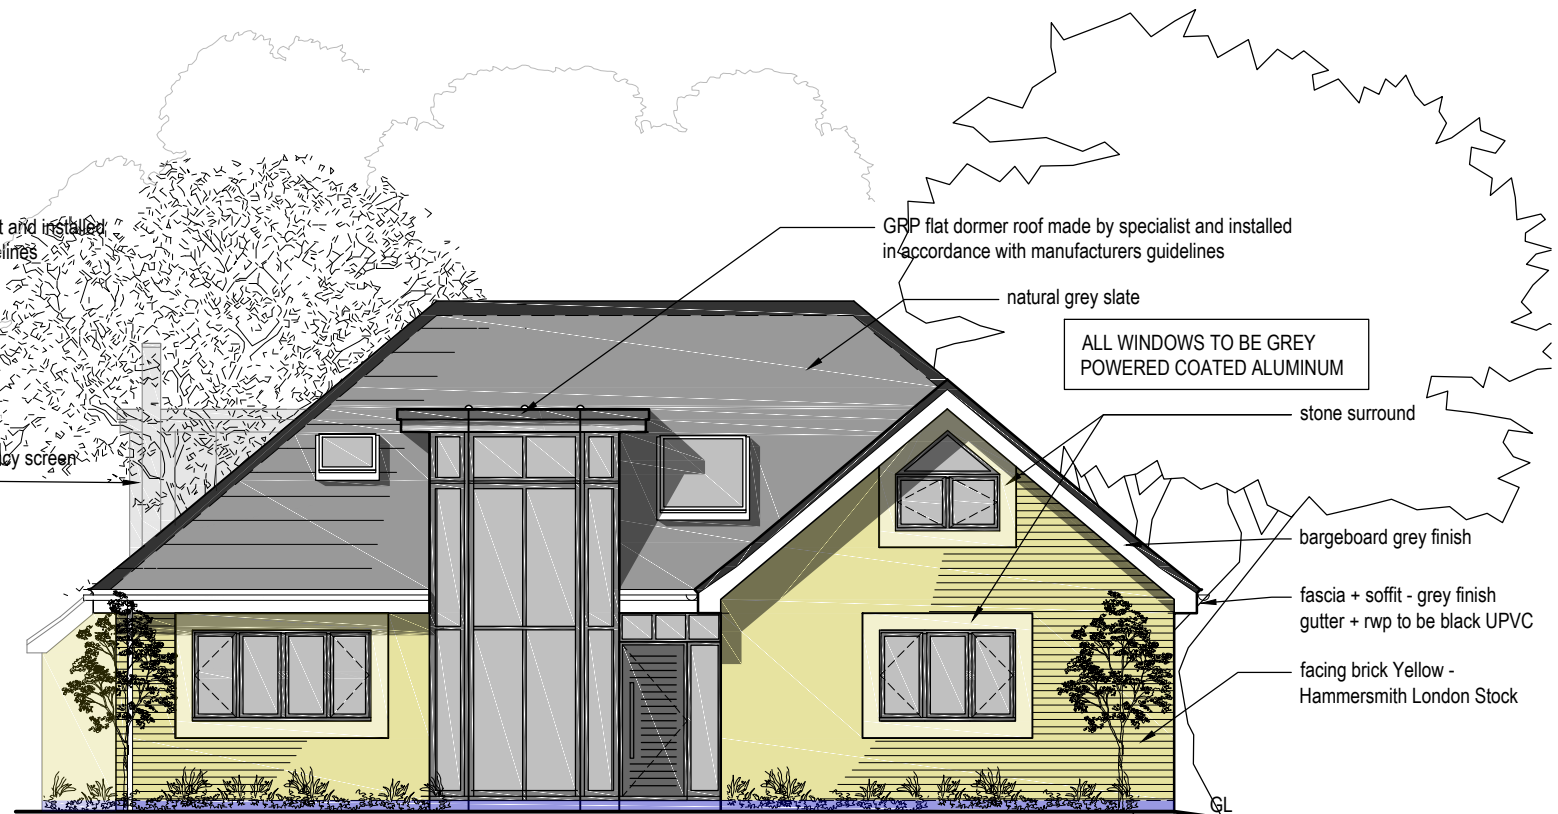 t and installed
elines
GRP flat dormer roof made by specialist and installed
in accordance with manufacturers guidelines
natural grey slate
ALL WINDOWS TO BE GREY
POWERED COATED ALUMINUM
stone surround
cy screen
bargeboard grey finish
fascia + soffit - grey finish
gutter + rwp to be black UPVC
facing brick Yellow -
Hammersmith London Stock
GL